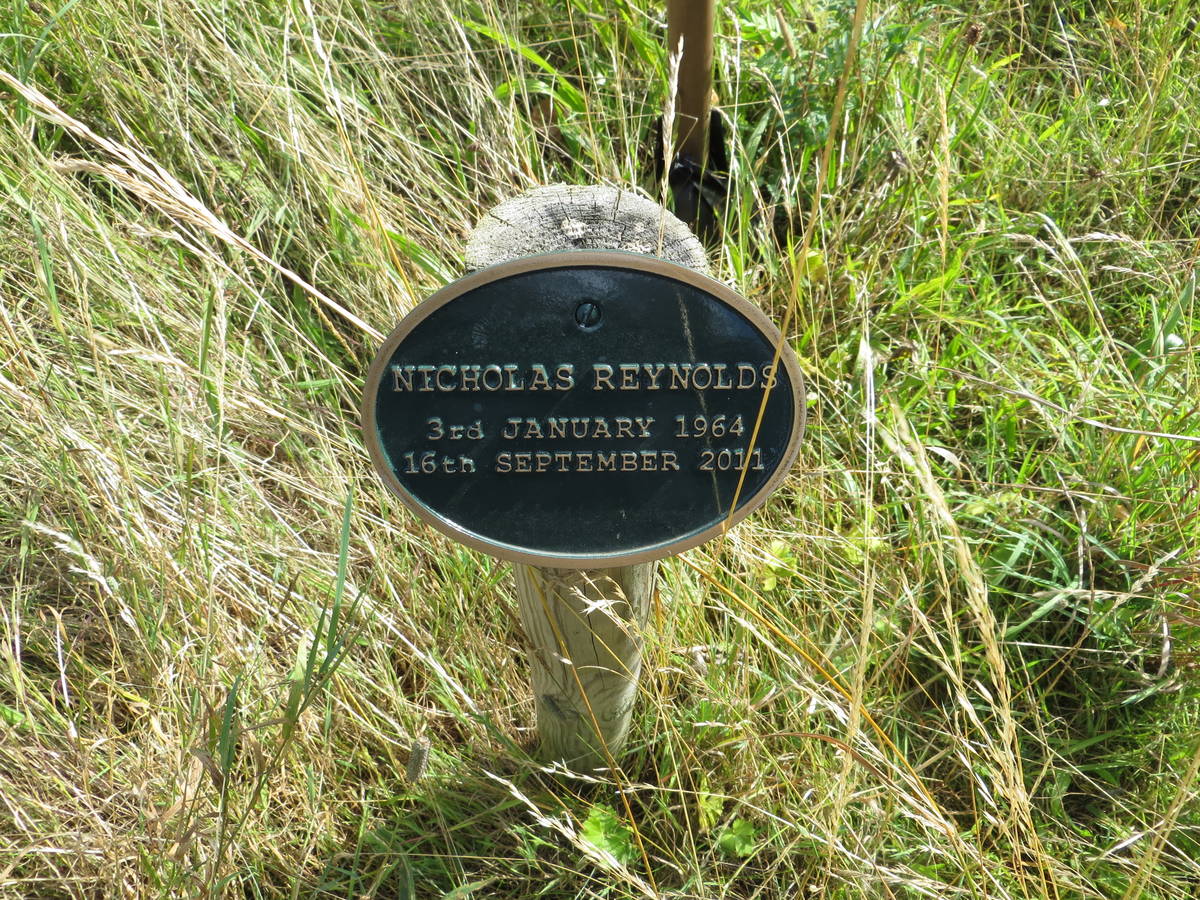 NICHOLAS REYNOLDS
3rd JANUARY 1964
16th SEPTEMBER 2011